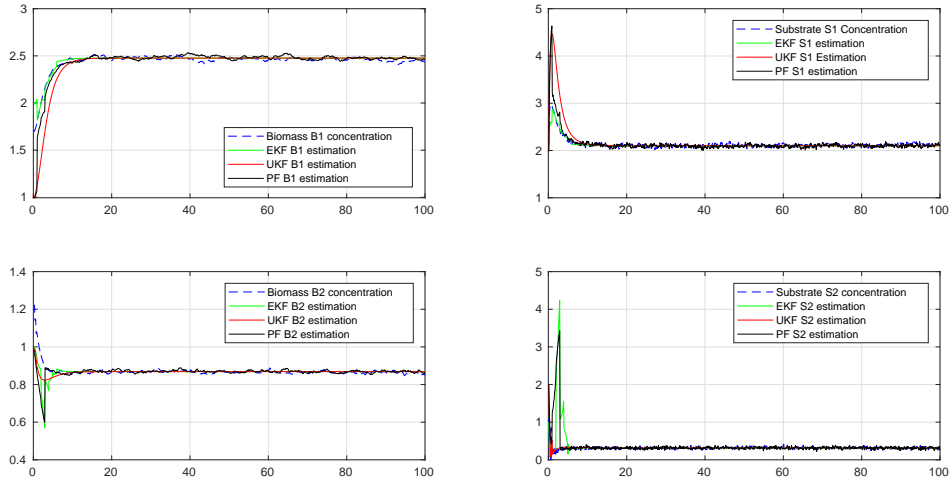 3
2.5
2
1.5
1
0 20 40 60 80 100
Biomass B1 concentration
EKF B1 estimation
UKF B1 estimation
PF B1 estimation
5
4
3
2
1
0 20 40 60 80 100
Substrate S1 Concentration
EKF S1 estimation
UKF S1 Estimation
PF S1 estimation
1.4
1.2
1
0.8
0.6
0.4
0 20 40 60 80 100
Biomass B2 concentration
EKF B2 estimation
UKF B2 estimation
PF B2 estimation
5
4
3
2
1
0
0 20 40 60 80 100
Substrate S2 concentration
EKF S2 estimation
UKF S2 estimation
PF S2 estimation